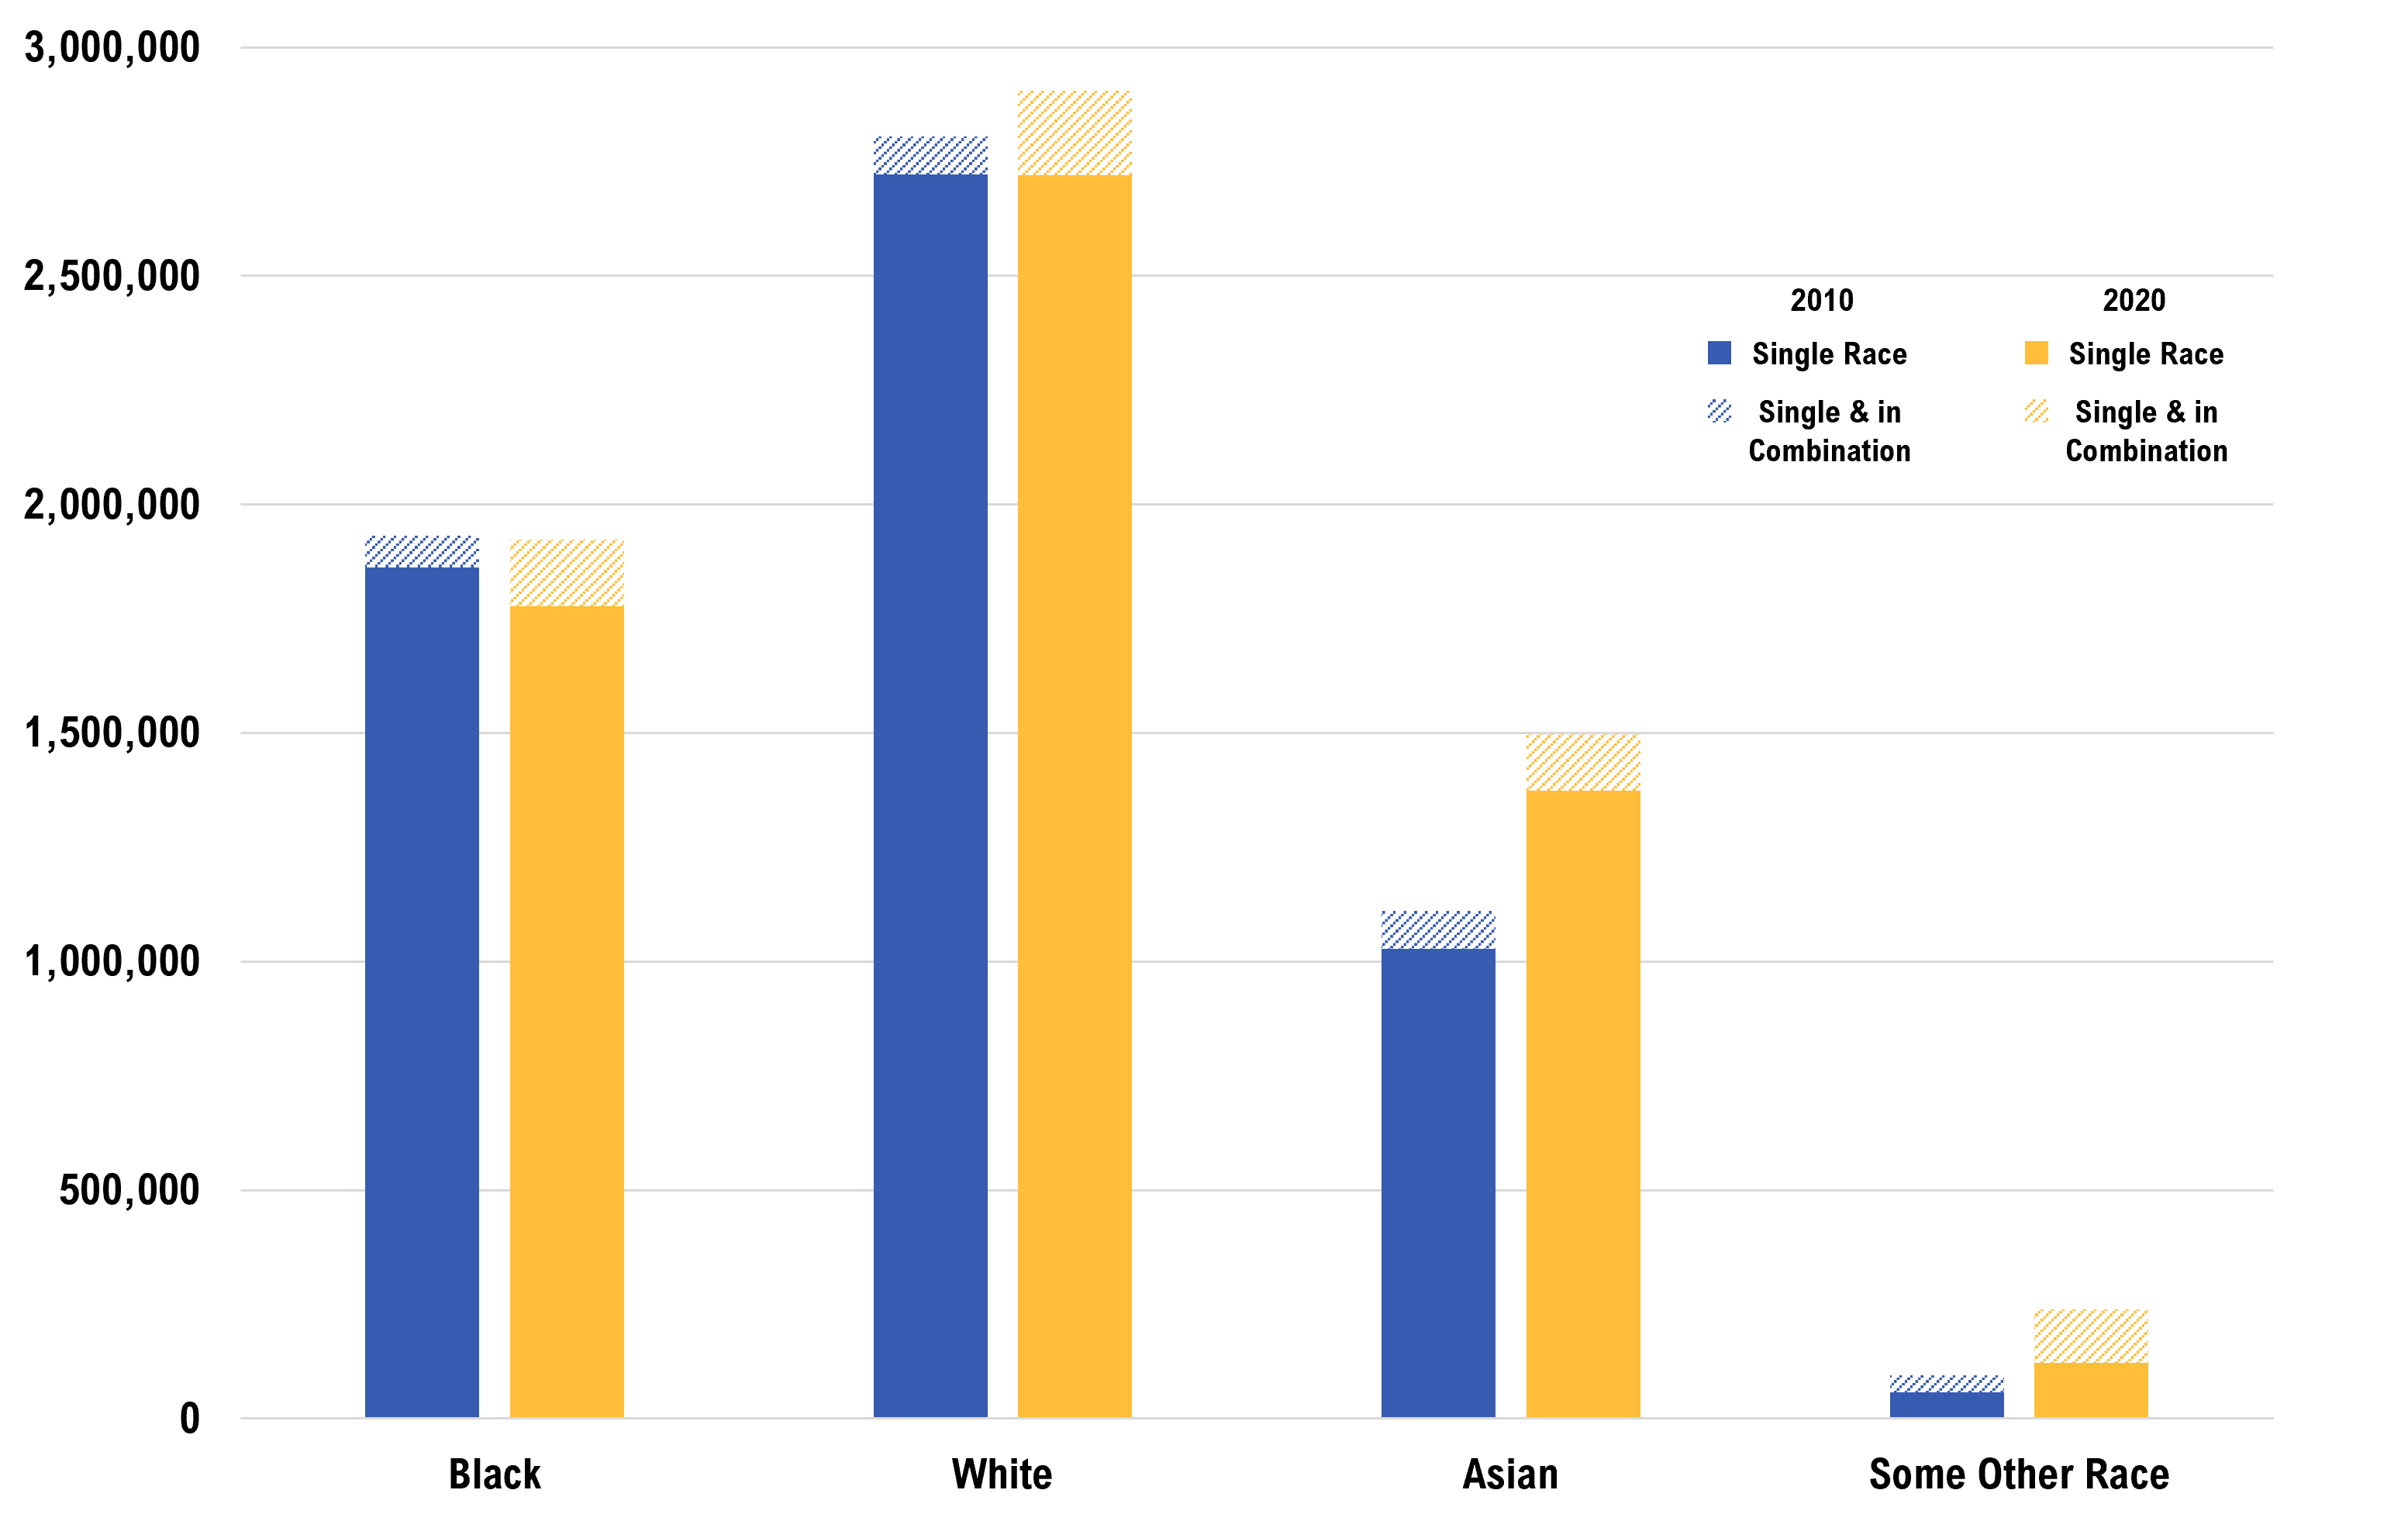 3,000,000
2,500,000
2,000,000
1,500,000
1,000,000
500,000
0
2010
2020
Single Race
Single Race
Single & in
Combination
Single & in
Combination
Black
White
Asian
Some Other Race